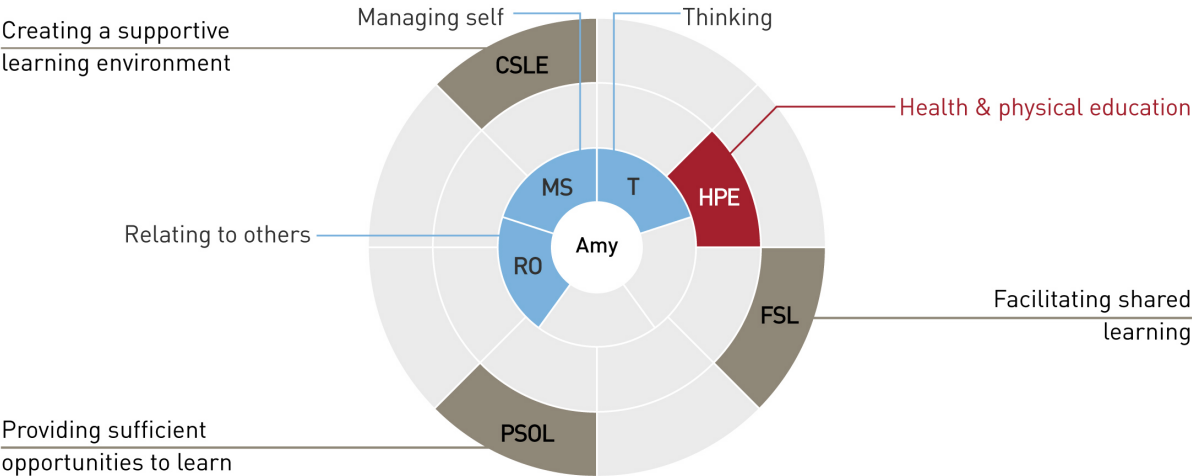 Managing self
Thinking
Creating a supportive
learning environment
CSLE
Health & physical education
MS
T
HPE
Relating to others
Amy
RO
Facilitating shared
learning
FSL
Providing sufficient
opportunities to learn
PSOL